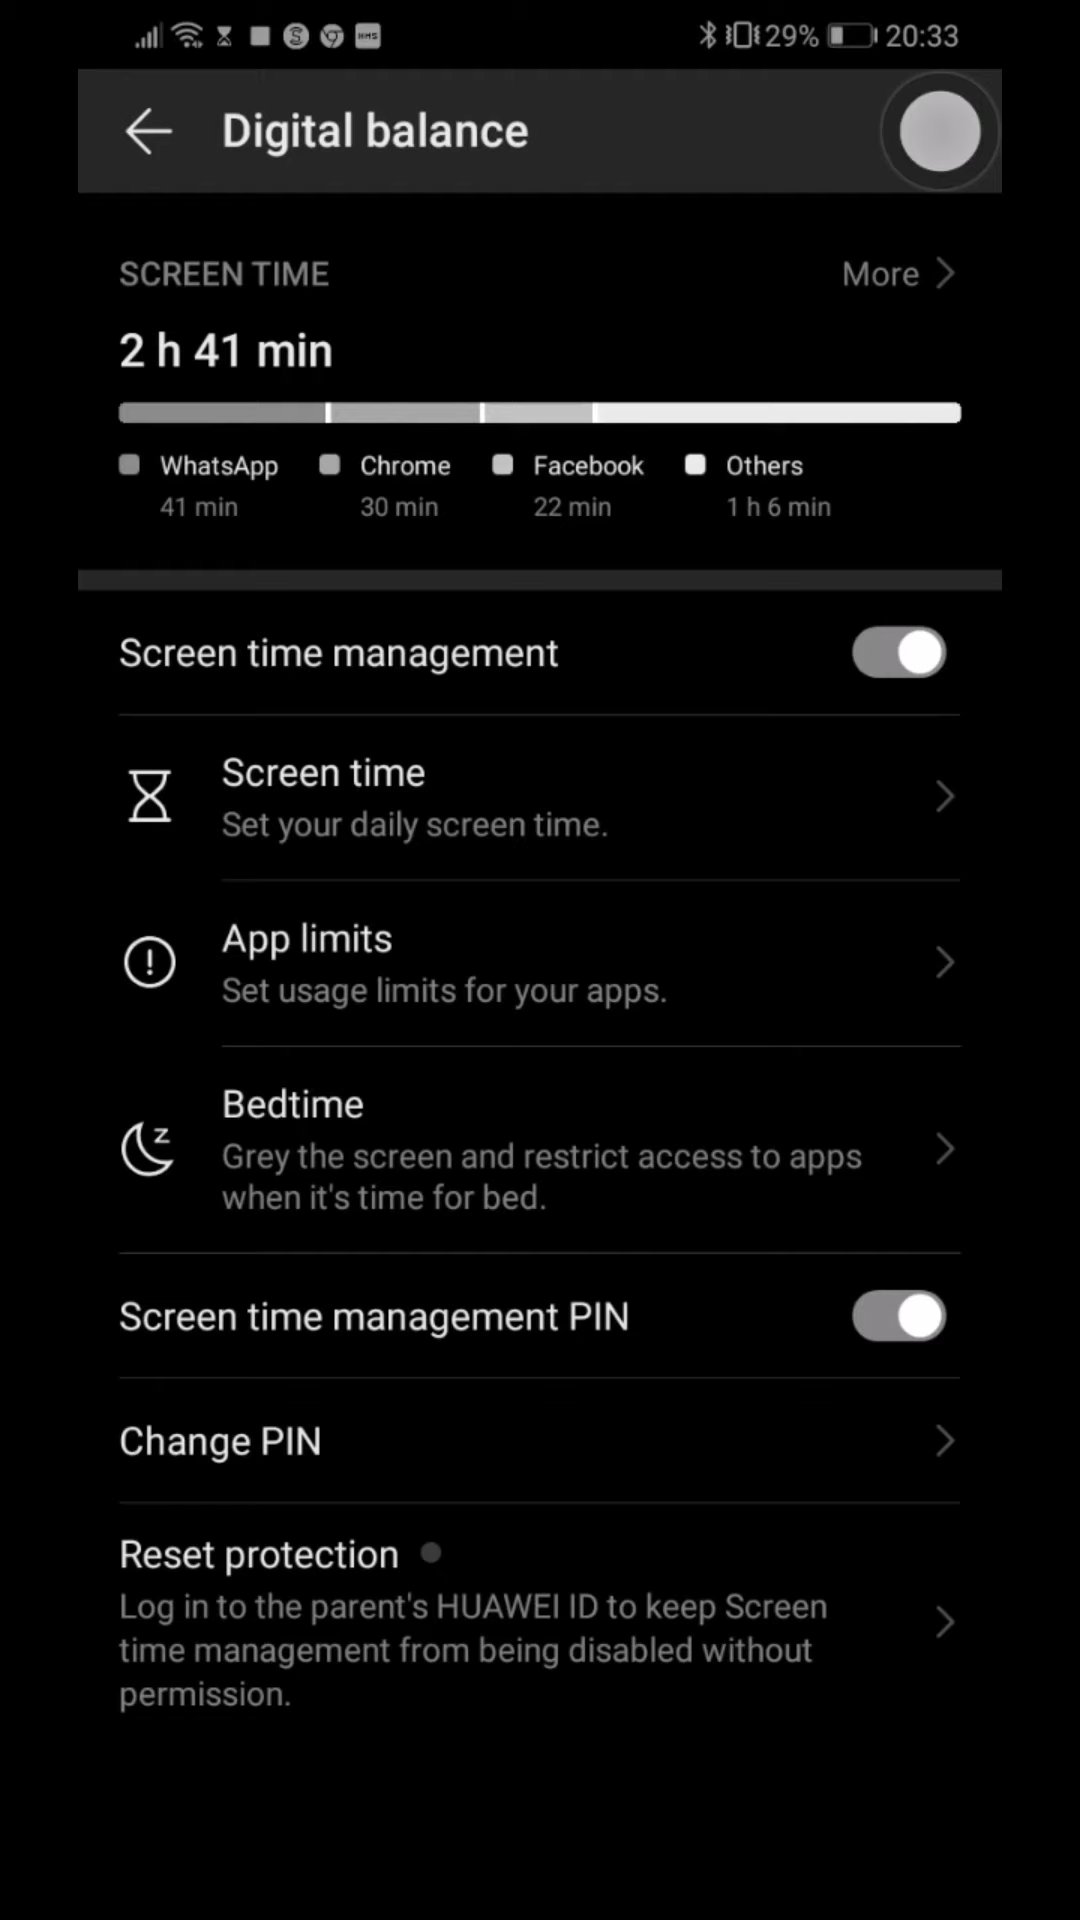 29% 20:33
Digital balance
SCREEN TIME More
2 h 41 min
WhatsApp Chrome Facebook Others
41 min 30 min 22 min 1 h 6 min
Screen time management
Screen time
Set your daily screen time.
App limits
Set usage limits for your apps.
Bedtime
Grey the screen and restrict access to apps
when it's time for bed.
Screen time management PIN
Change PIN
Reset protection
Log in to the parent's HUAWEI ID to keep Screen
time management from being disabled without
permission.